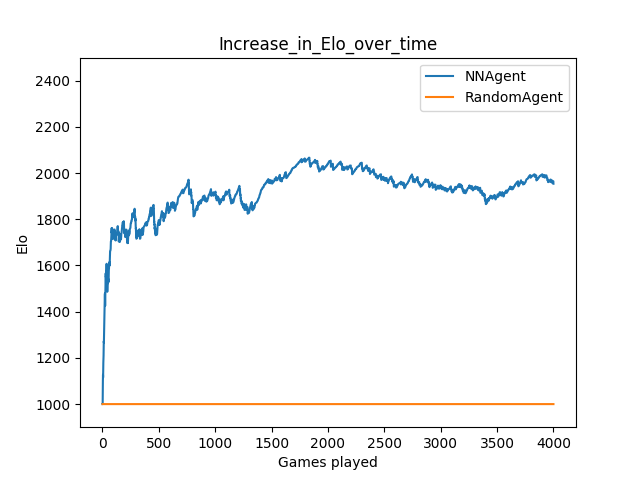 Increase_in_Elo_over_time
NNAgent
RandomAgent
Elo
2400
2200
2000
1800
1600
1400
1200
1000
0 500 1000 1500 2000 2500 3000 3500 4000
Games played